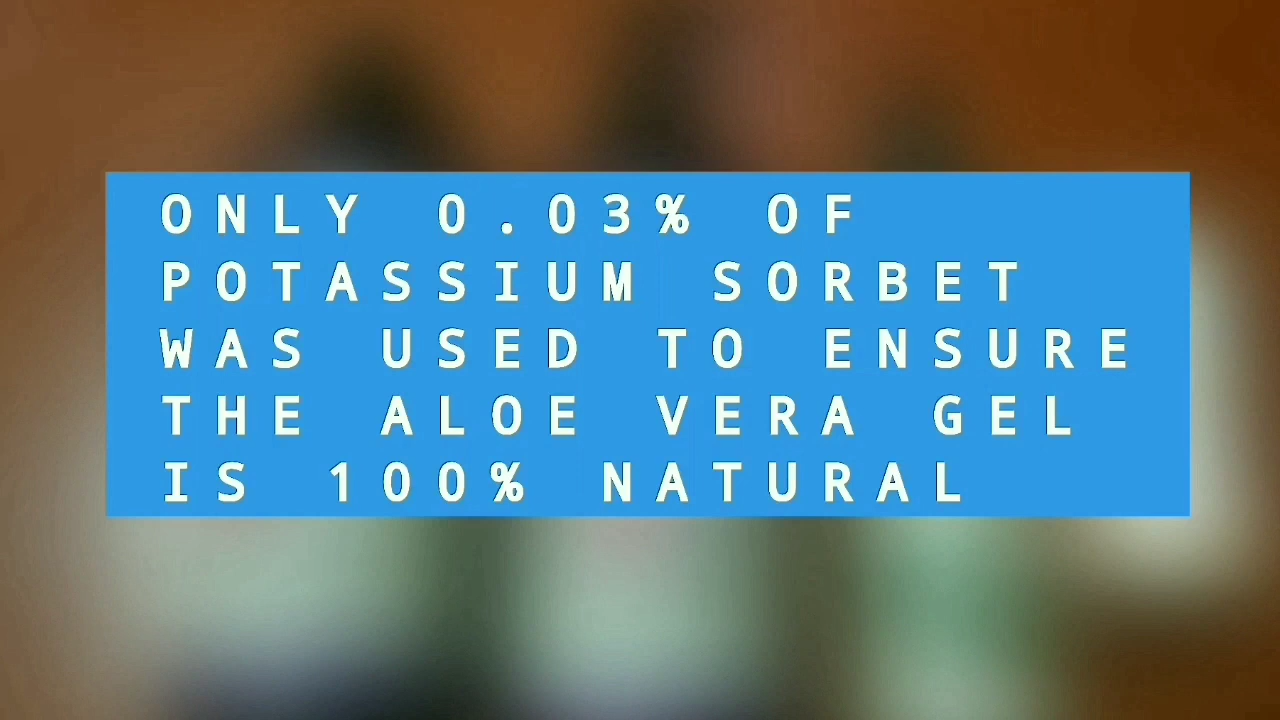 ONLY 0.03% OF
POTASSIUM SORBET
WAS USED TO ENSURE
THE ALOE VERA GEL
IS 100% NATURAL